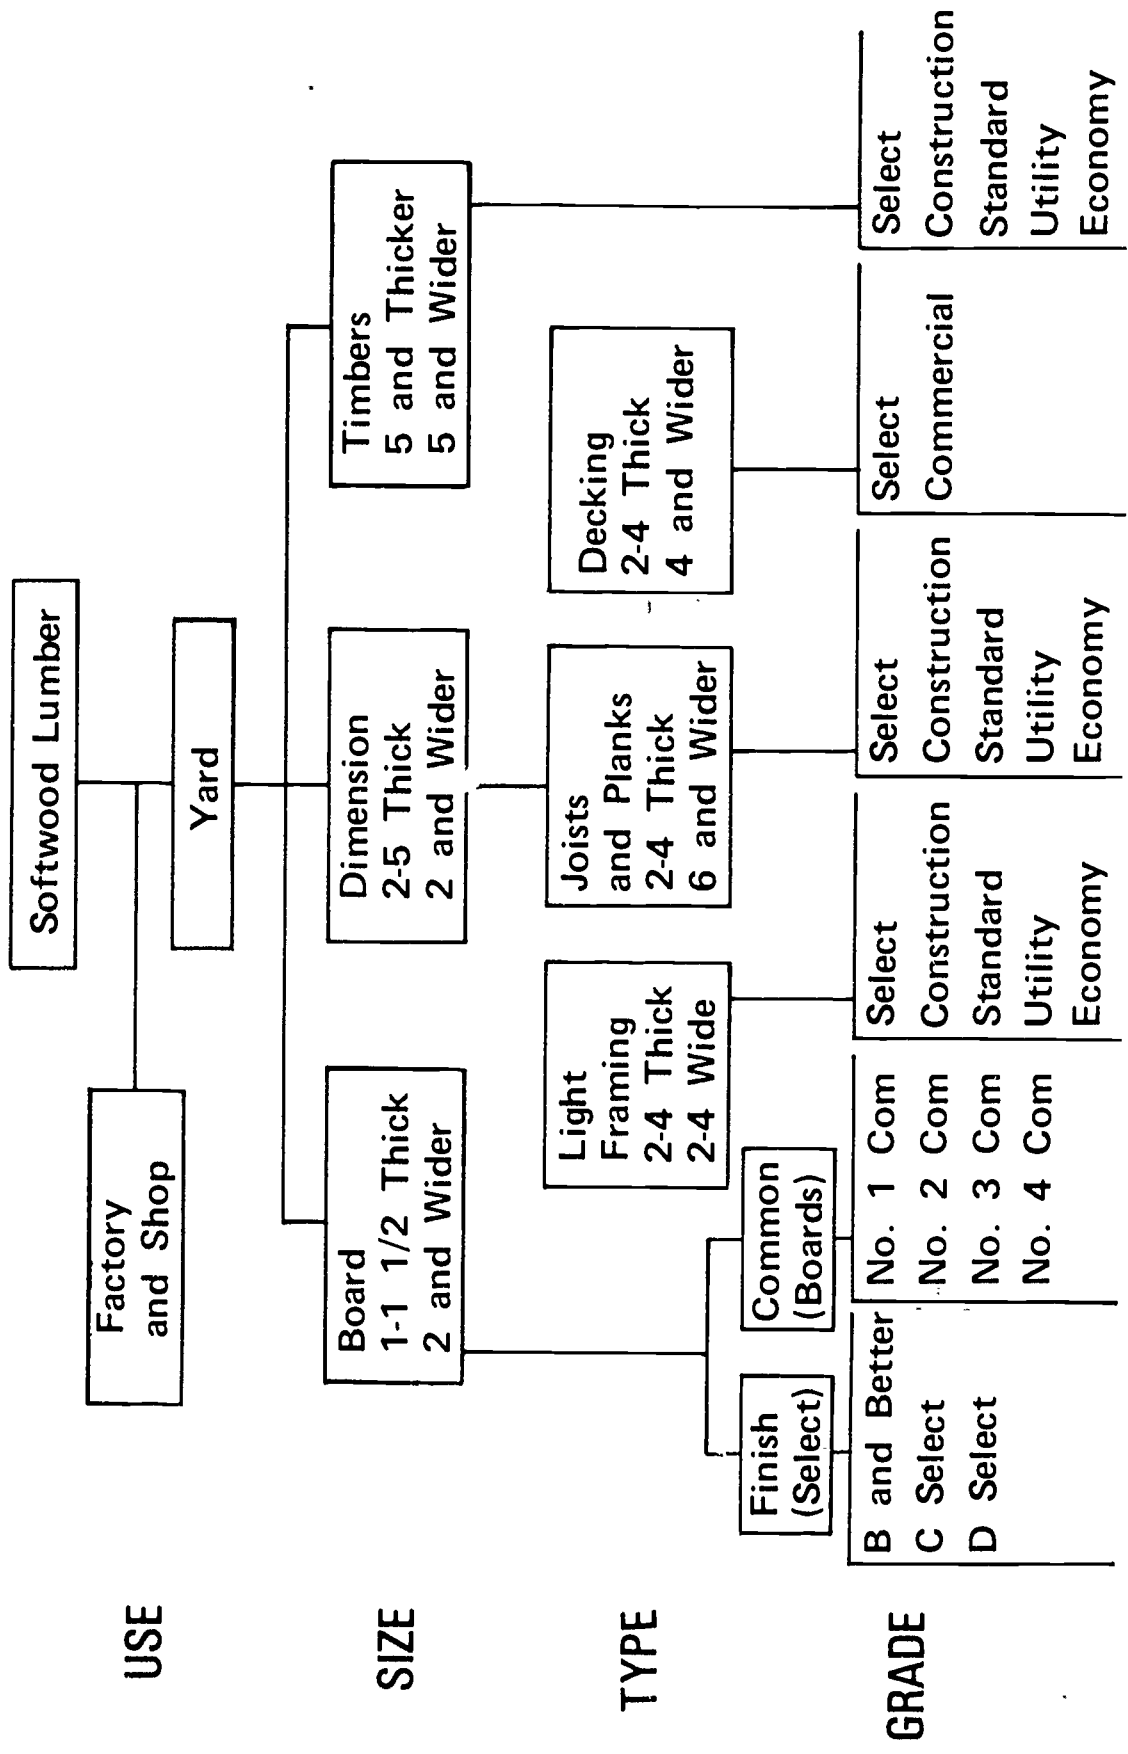 Softwood Lumber
USE
Factory
and Shop
Yard
SIZE
Board
1-1 1/2 Thick
2 and Wider
Dimension
2-5 Thick
2 and Wider
Timbers
5 and Thicker
5 and Wider
TYPE
Light
Framing
2-4 Thick
2-4 Wide
Joists
and Planks
2-4 Thick
6 and Wider
Decking
2-4 Thick
4 and Wider
Finish
(Select)
Common
(Boards)
GRADE
B and Better
C Select
D Select
No. 1 Com
No. 2 Com
No. 3 Com
No. 4 Com
Select
Construction
Standard
Utility
Economy
Select
Construction
Standard
Utility
Economy
Select
Commercial
Select
Construction
Standard
Utility
Economy